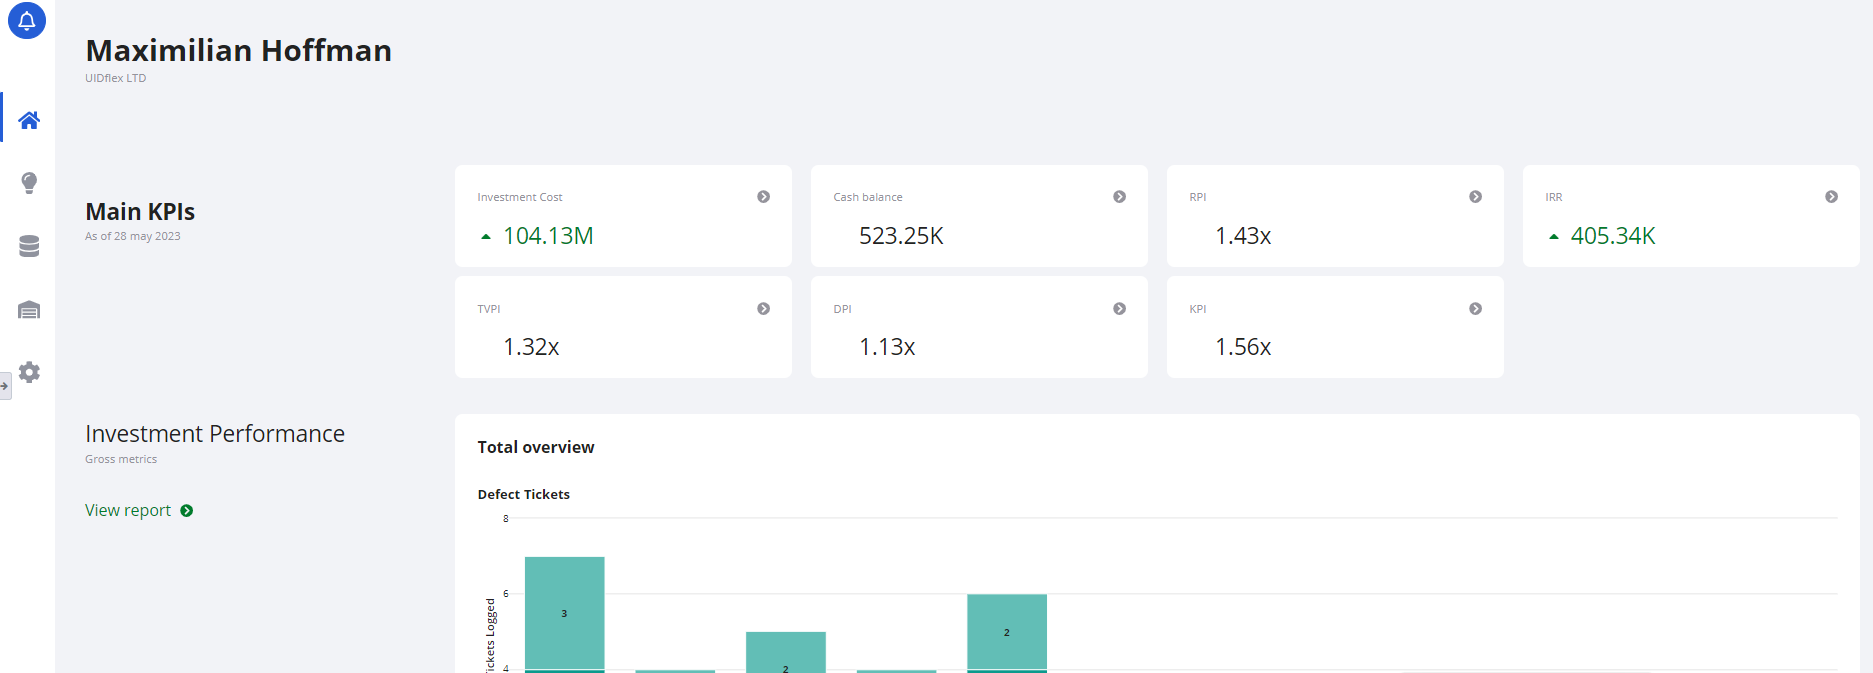 Maximilian Hoffman
UIDflex LTD
Main KPIs
As of 28 may 2023
Investment Cost
104.13M
Cash balance
523.25K
RPI
1.43x
IRR
405.34K
TVPI
1.32x
DPI
1.13x
KPI
1.56x
Investment Performance
Gross metrics
View report
Total overview
Defect Tickets
8
6
4
ickets Logged
3
2
2